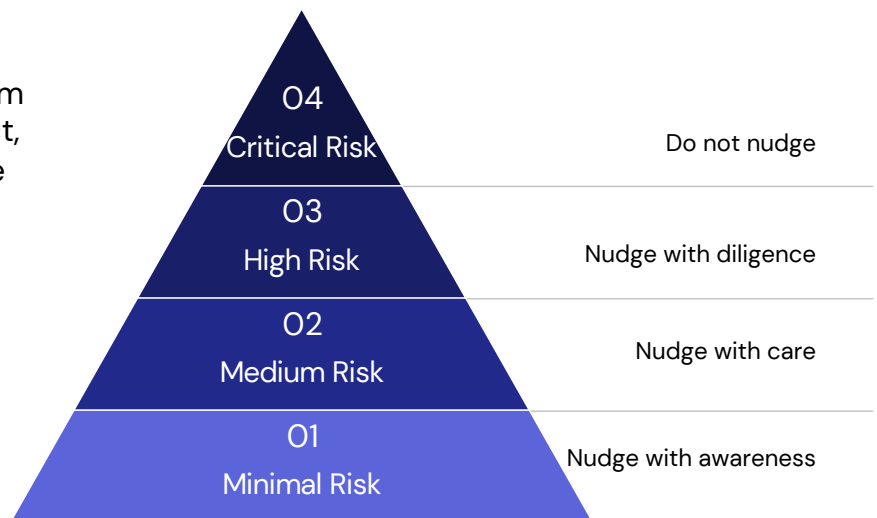 m
t,
e
04
Critical Risk
Do not nudge
03
High Risk
Nudge with diligence
02
Medium Risk
Nudge with care
01
Minimal Risk
Nudge with awareness